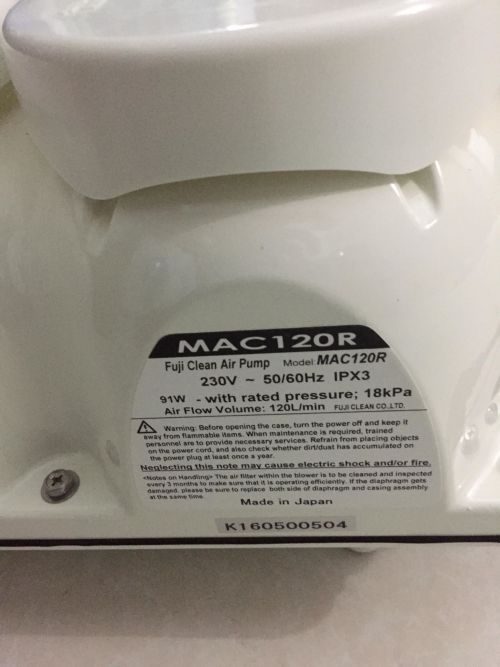 MAC120R
Fuji Clean Air Pump Model: MAC120R
230V ~ 50/60Hz IPX3
91W - with rated pressure; 18kPa
Air Flow Volume: 120L/min FUJI CLEAN CO.,LTD.
Warning: Before opening the case, turn the power off and keep it
away from flammable items. When maintenance is required, trained
personnel are to provide necessary services. Refrain from placing objects
on the power cord, and also check whether dirt/dust has accumulated on
the power plug at least once a year.
Neglecting this note may cause electric shock and/or fire.
<Notes on Handling> The air filter within the blower is to be cleaned and inspected
every 3 months to make sure that it is operating efficiently. If the diaphragm gets
damaged, please be sure to replace both side of diaphragm and casing assembly
at the same time.
Made in Japan
K160500504